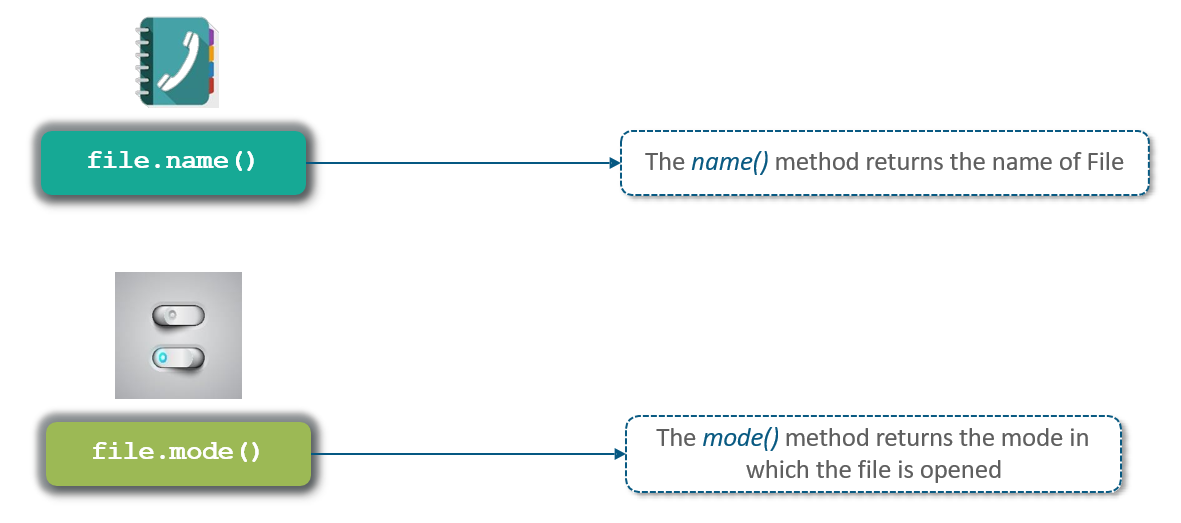 file.name()
The name() method returns the name of File
file.mode()
The mode() method returns the mode in
which the file is opened